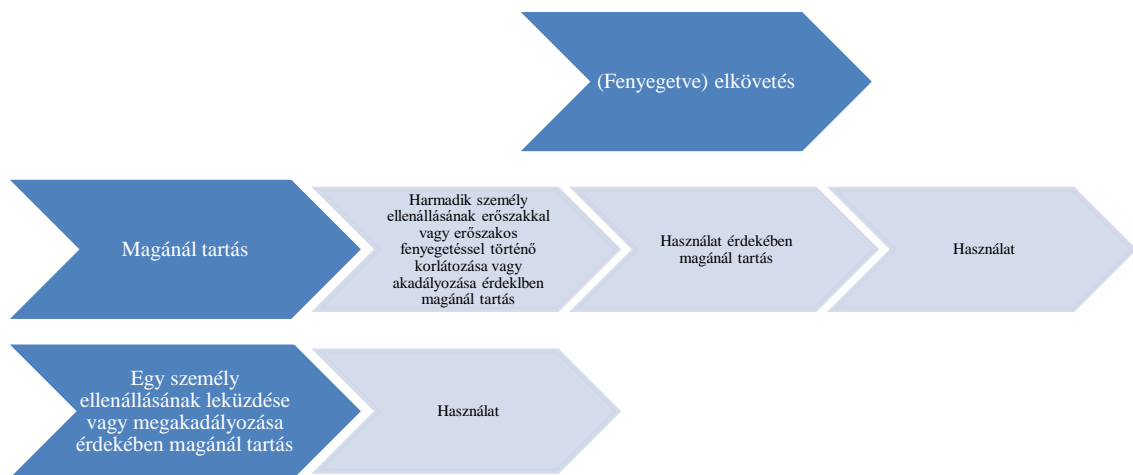 (Fenyegetve) elkövetés
Magánál tartás
Harmadik személy
ellenállásának erőszakkal
vagy erőszakos
fenyegetéssel történő
korlátozása vagy
akadályozása érdeklben
magánál tartás
Használat érdekében
magánál tartás
Használat
Egy személy
ellenállásának leküzdése
vagy megakadályozása
érdekében magánál tartás
Használat